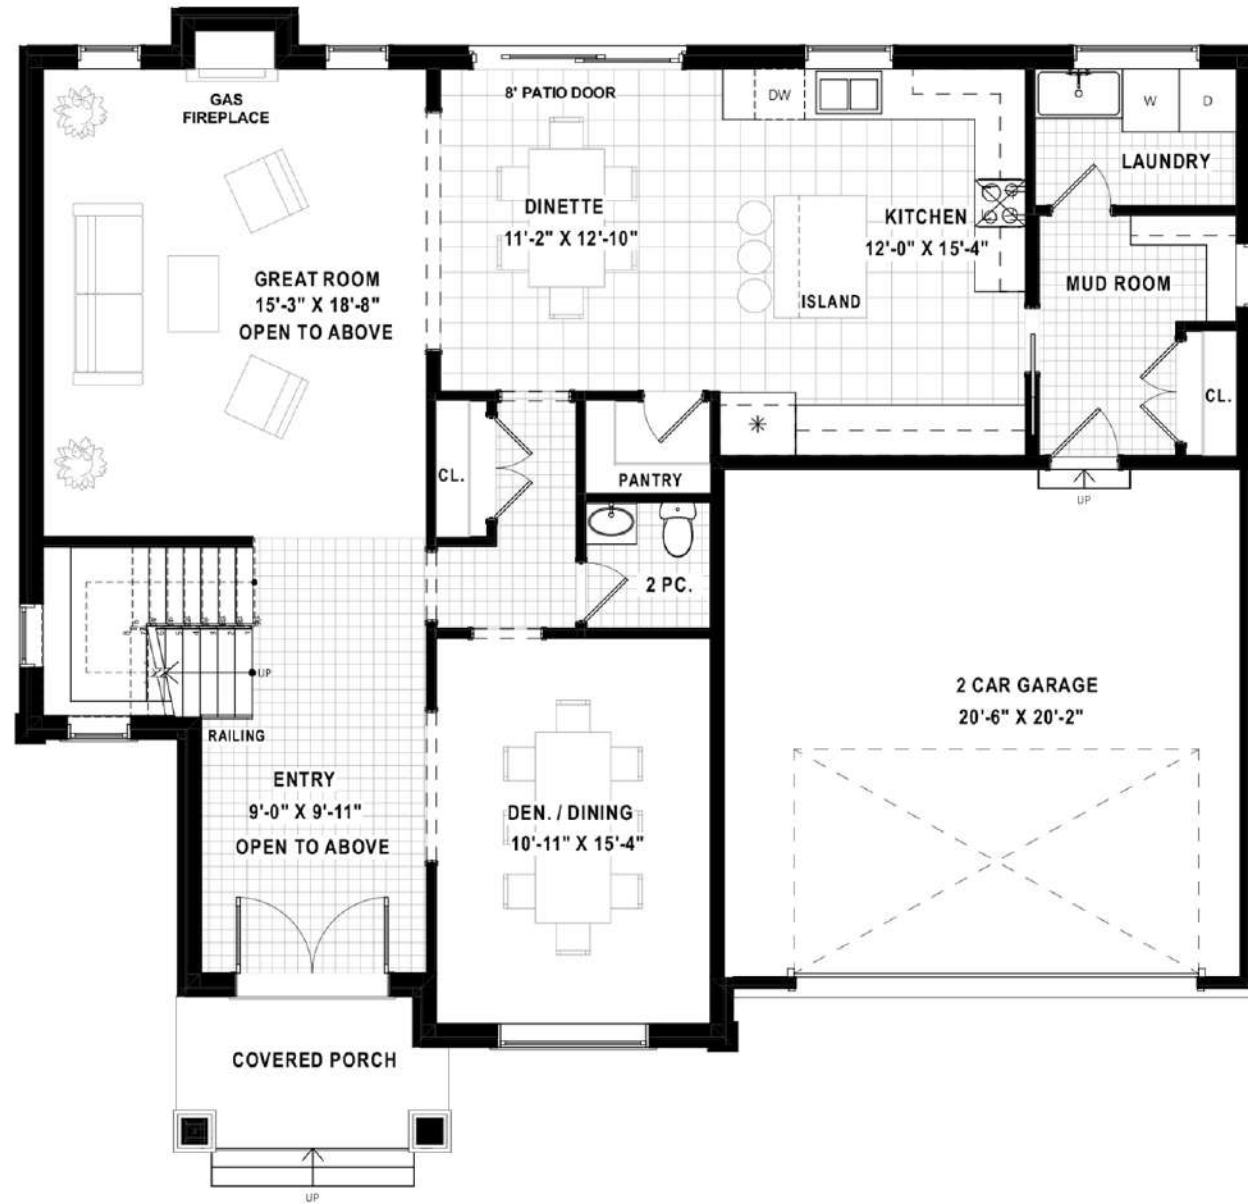 GAS
FIREPLACE
8' PATIO DOOR
DW
W
D
LAUNDRY
DINETTE
11'-2" X 12'-10"
KITCHEN
12'-0" X 15'-4"
ISLAND
GREAT ROOM
15'-3" X 18'-8"
OPEN TO ABOVE
MUD ROOM
CL.
CL.
PANTRY
UP
2 PC.
UP
RAILING
2 CAR GARAGE
20'-6" X 20'-2"
ENTRY
9'-0" X 9'-11"
OPEN TO ABOVE
DEN. / DINING
10'-11" X 15'-4"
COVERED PORCH
UP